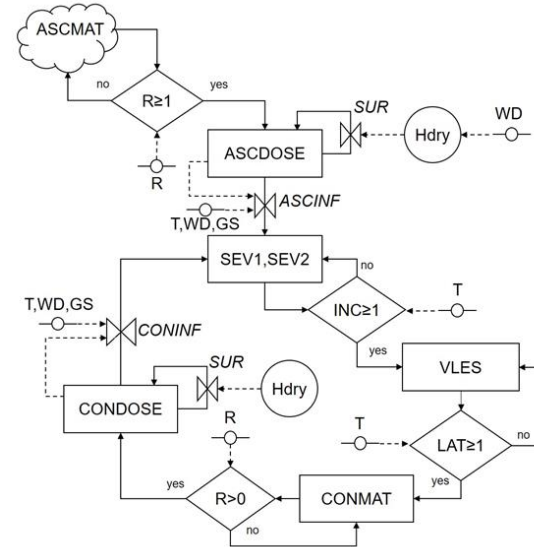 ASCMAT
no
yes
R≥1
SUR
WD
Hdry
ASCDOSE
R
ASCINF
T,WD,GS
SEV1,SEV2
no
T,WD,GS
INC≥1
T
CONINF
SUR
yes
VLES
Hdry
CONDOSE
R
T
LAT≥1
no
yes
yes
R>0
CONMAT
no